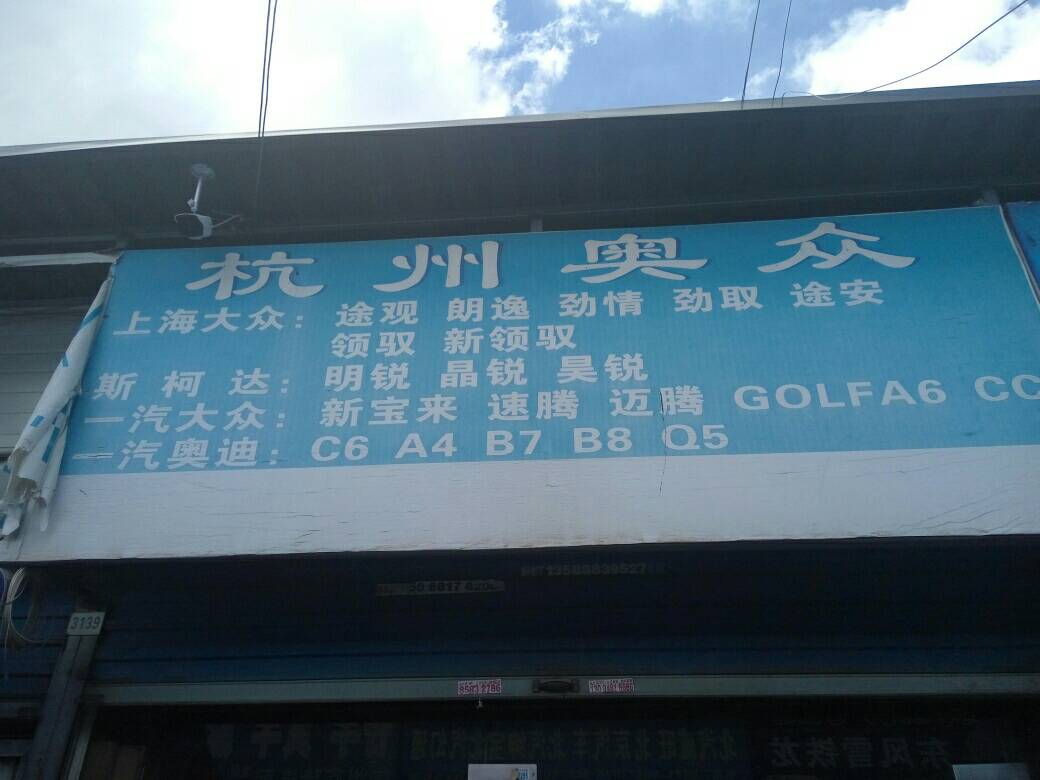 杭州奥众
上海大众: 途观 朗逸 劲情 劲取 途安
领驭 新领驭
斯柯达: 明锐 晶锐 昊锐
一汽大众: 新宝来 速腾 迈腾 GOLFA6 CC
一汽奥迪: C6 A4 B7 B8 Q5
3139
东风雪铁龙